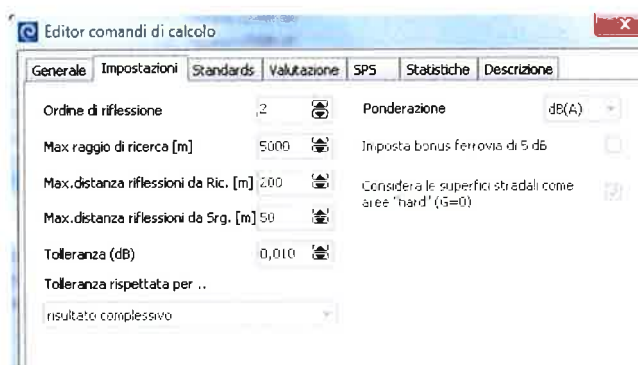 Editor comandi di calcolo
Generale Impostazioni Standards Valutazione SPS Statistiche Descrizione
Ordine di riflessione 2 Ponderazione dB(A)
Max raggio di ricerca [m] 5000 Imposta bonus ferrovia di 5 dB
Max.distanza riflessioni da Ric. [m] 200 Considera le superfici stradali come
aree "hard" (G=0)
Max.distanza riflessioni da Srg. [m] 50
Tolleranza (dB) 0,010
Tolleranza rispettata per ..
risultato complessivo